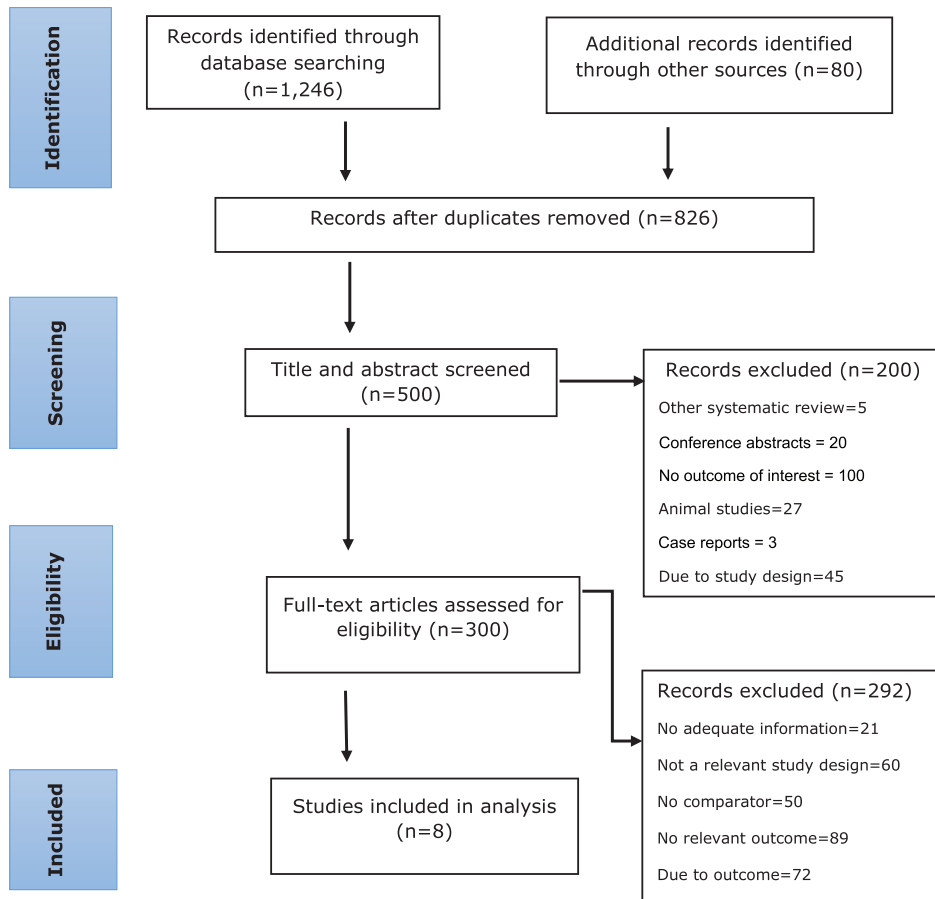 Identification
Records identified through
database searching
(n=1,246)
Additional records identified
through other sources (n=80)
Records after duplicates removed (n=826)
Screening
Title and abstract screened
(n=500)
Records excluded (n=200)
Other systematic review=5
Conference abstracts = 20
No outcome of interest = 100
Animal studies=27
Case reports = 3
Due to study design=45
Eligibility
Full-text articles assessed for
eligibility (n=300)
Records excluded (n=292)
No adequate information=21
Not a relevant study design=60
No comparator=50
No relevant outcome=89
Due to outcome=72
Included
Studies included in analysis
(n=8)